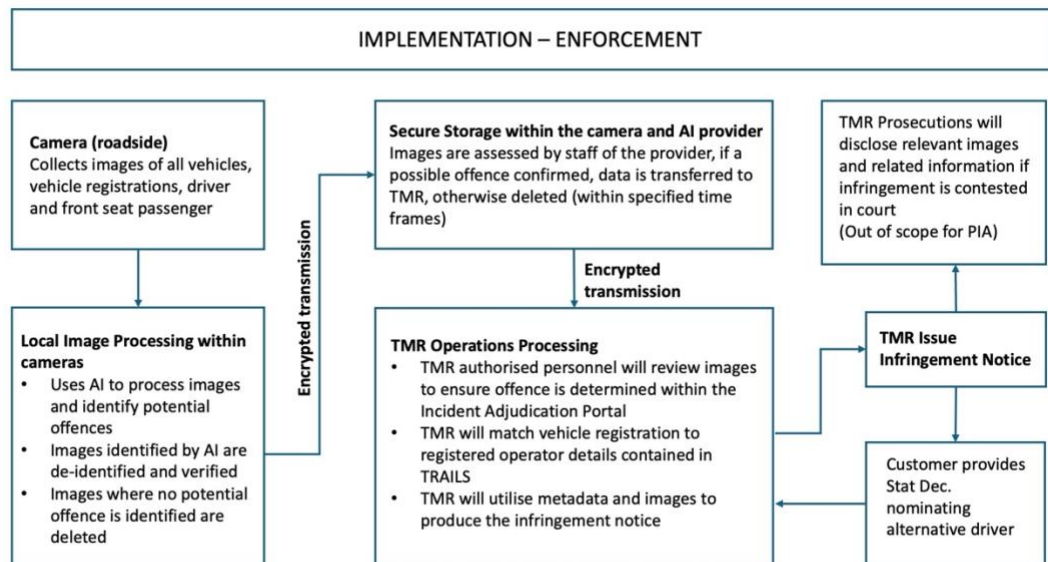 IMPLEMENTATION – ENFORCEMENT
Camera (roadside)
Collects images of all vehicles,
vehicle registrations, driver
and front seat passenger
Local Image Processing within
cameras
• Uses AI to process images
and identify potential
offences
• Images identified by AI are
de-identified and verified
• Images where no potential
offence is identified are
deleted
Encrypted transmission
Secure Storage within the camera and AI provider
Images are assessed by staff of the provider, if a
possible offence confirmed, data is transferred to
TMR, otherwise deleted (within specified time
frames)
Encrypted
transmission
TMR Operations Processing
• TMR authorised personnel will review images
to ensure offence is determined within the
Incident Adjudication Portal
• TMR will match vehicle registration to
registered operator details contained in
TRAILS
• TMR will utilise metadata and images to
produce the infringement notice
TMR Prosecutions will
disclose relevant images
and related information if
infringement is contested
in court
(Out of scope for PIA)
TMR Issue
Infringement Notice
Customer provides
Stat Dec.
nominating
alternative driver